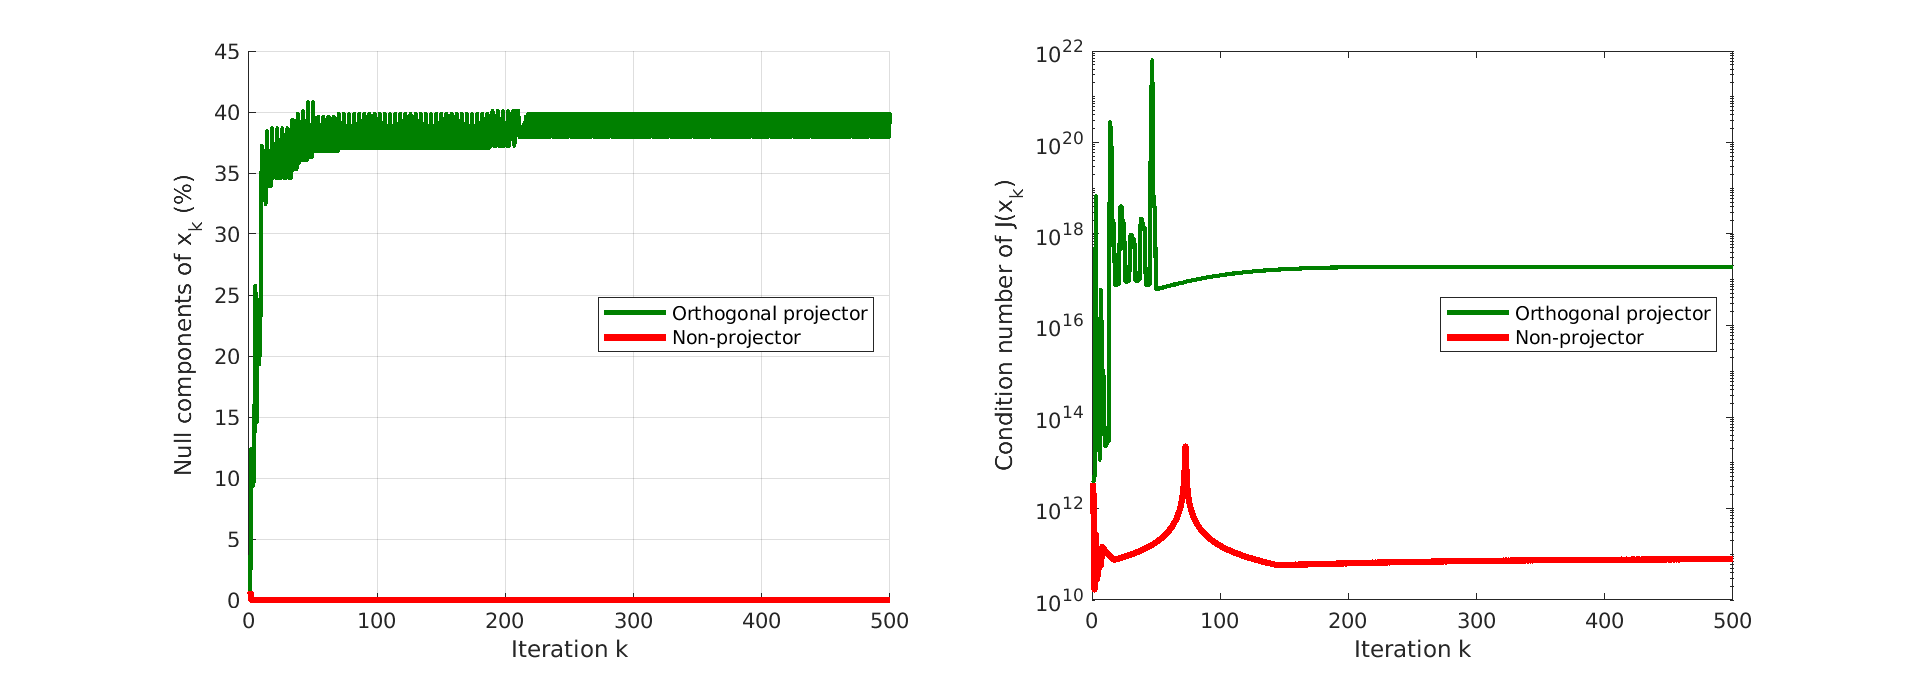 45
40
35
30
25
20
15
10
5
0
Null components of x_k (%)
0 100 200 300 400 500
Iteration k
Orthogonal projector
Non-projector
10^22
10^20
10^18
10^16
10^14
10^12
10^10
Condition number of J(x_k)
0 100 200 300 400 500
Iteration k
Orthogonal projector
Non-projector